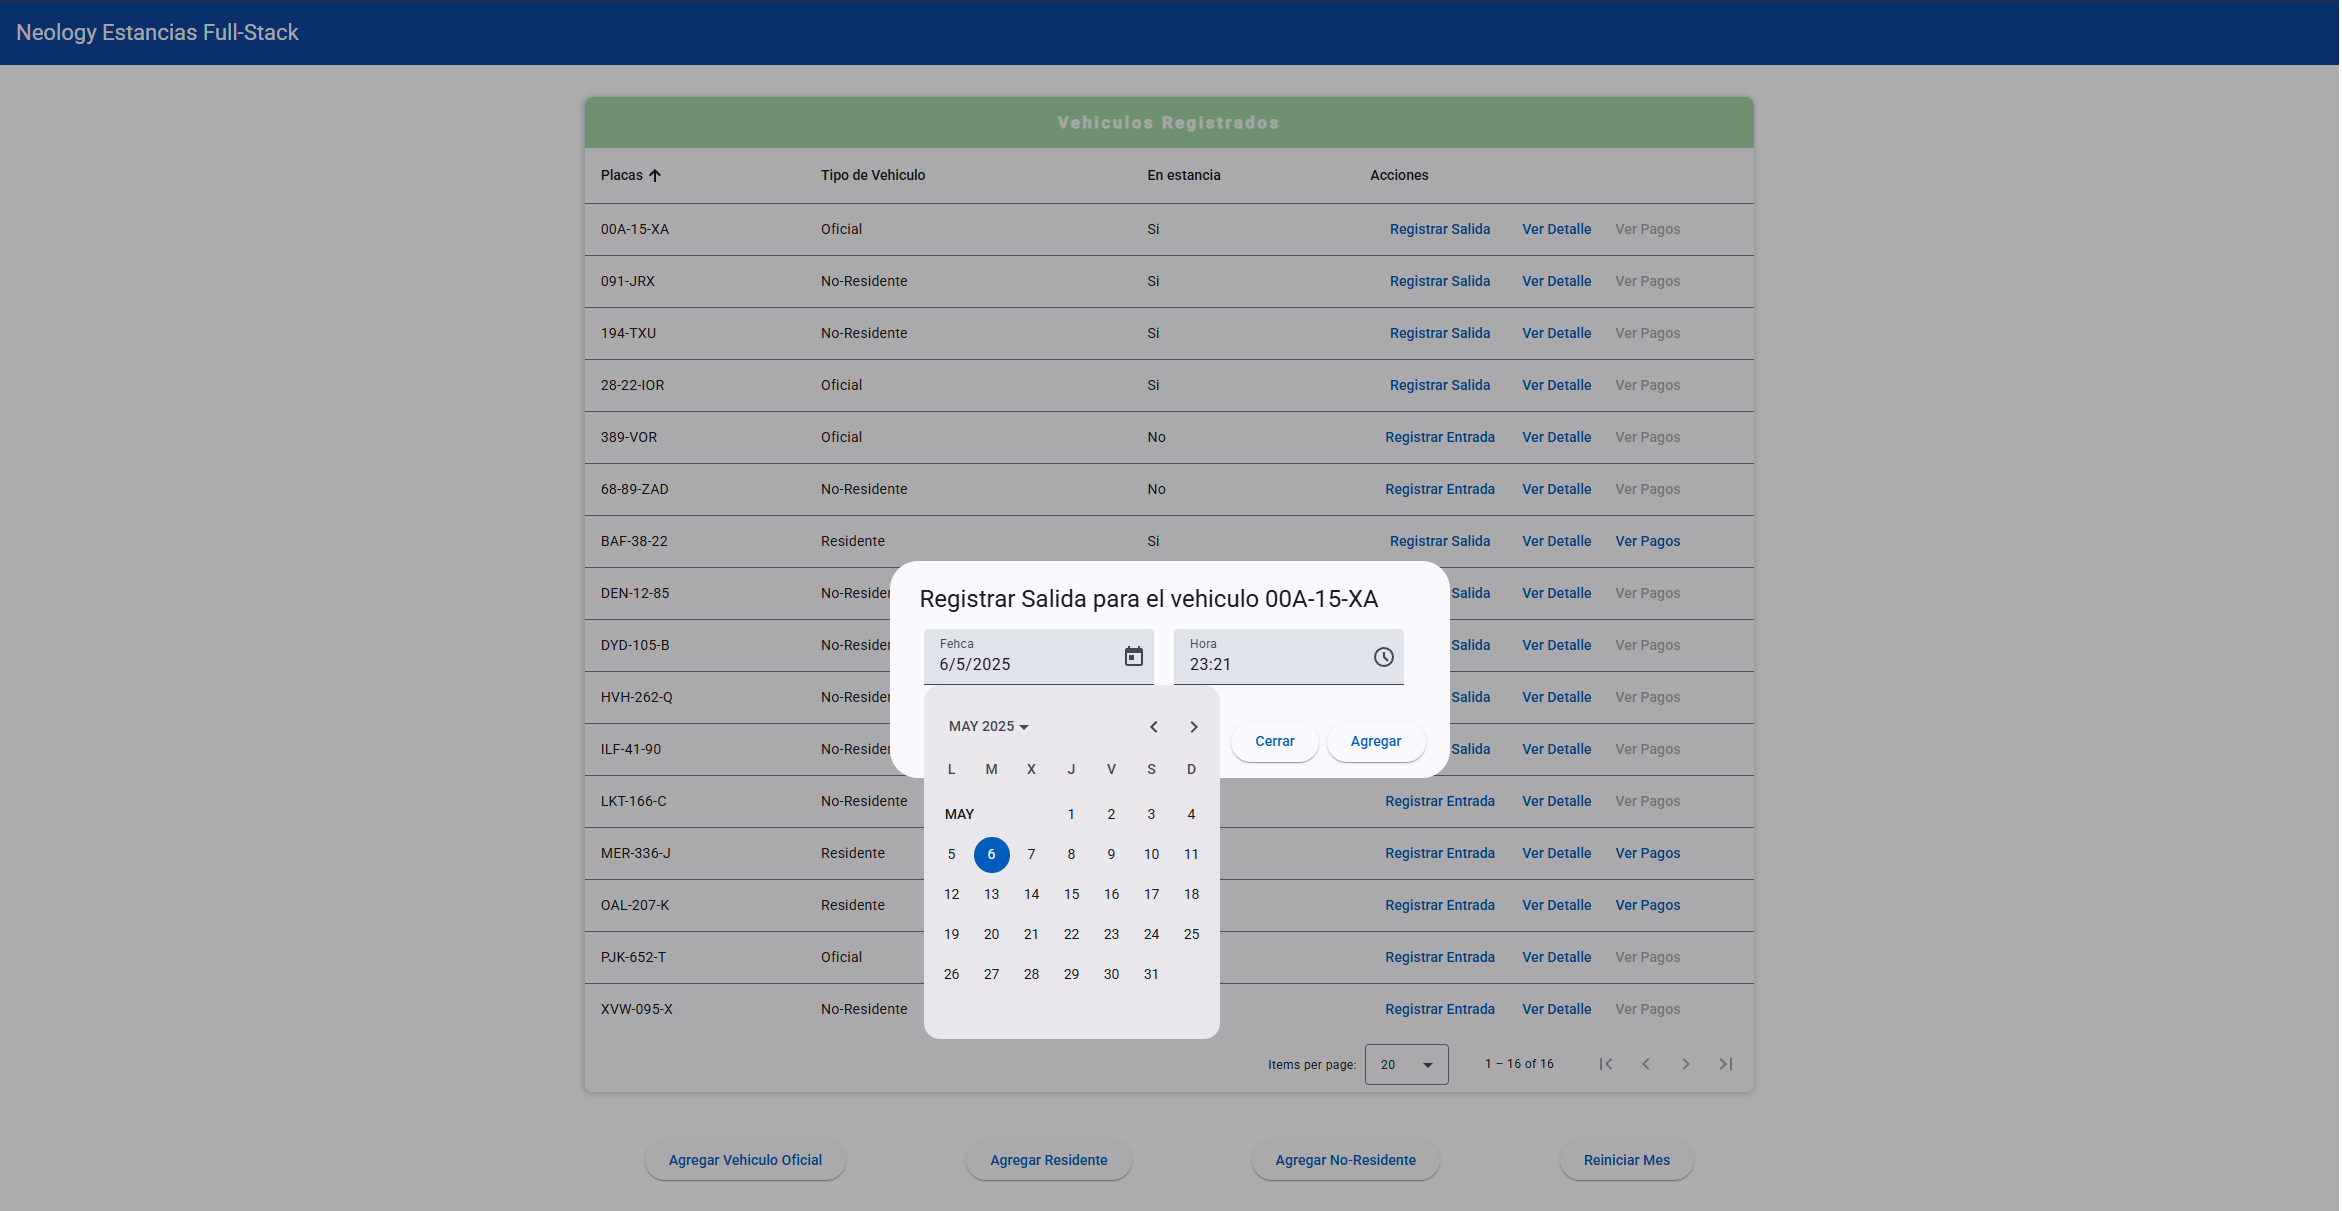 Neology Estancias Full-Stack
Vehiculos Registrados
Placas Tipo de Vehiculo En estancia Acciones
00A-15-XA Oficial Si Registrar Salida Ver Detalle Ver Pagos
091-JRX No-Residente Si Registrar Salida Ver Detalle Ver Pagos
194-TXU No-Residente Si Registrar Salida Ver Detalle Ver Pagos
28-22-IOR Oficial Si Registrar Salida Ver Detalle Ver Pagos
389-VOR Oficial No Registrar Entrada Ver Detalle Ver Pagos
68-89-ZAD No-Residente No Registrar Entrada Ver Detalle Ver Pagos
BAF-38-22 Residente Si Registrar Salida Ver Detalle Ver Pagos
DEN-12-85 No-Residen Salida Ver Detalle Ver Pagos
DYD-105-B No-Residen Salida Ver Detalle Ver Pagos
HVH-262-Q No-Residen Salida Ver Detalle Ver Pagos
ILF-41-90 No-Residen Salida Ver Detalle Ver Pagos
LKT-166-C No-Residente Registrar Entrada Ver Detalle Ver Pagos
MER-336-J Residente Registrar Entrada Ver Detalle Ver Pagos
OAL-207-K Residente Registrar Entrada Ver Detalle Ver Pagos
PJK-652-T Oficial Registrar Entrada Ver Detalle Ver Pagos
XVW-095-X No-Residente Registrar Entrada Ver Detalle Ver Pagos
Items per page: 20 1 – 16 of 16
Registrar Salida para el vehiculo 00A-15-XA
Fehca Hora
6/5/2025 23:21
MAY 2025
L M X J V S D
MAY 1 2 3 4
5 6 7 8 9 10 11
12 13 14 15 16 17 18
19 20 21 22 23 24 25
26 27 28 29 30 31
Cerrar Agregar
Agregar Vehiculo Oficial Agregar Residente Agregar No-Residente Reiniciar Mes